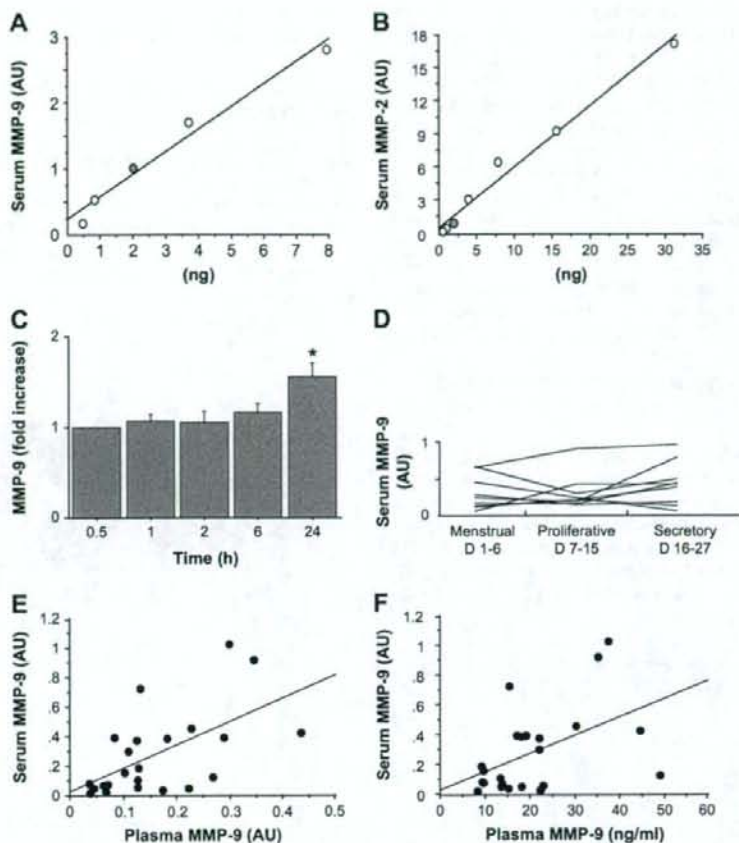 A
Serum MMP-9 (AU)
3
2
1
0
0 1 2 3 4 5 6 7 8 9
(ng)
B
Serum MMP-2 (AU)
18
15
12
9
6
3
0
0 5 10 15 20 25 30 35
(ng)
C
MMP-9 (fold increase)
2
1
0
*
0.5 1 2 6 24
Time (h)
D
Serum MMP-9
(AU)
1
0
Menstrual Proliferative Secretory
D 1-6 D 7-15 D 16-27
E
Serum MMP-9 (AU)
1.2
1
.8
.6
.4
.2
0
0 0.1 0.2 0.3 0.4 0.5
Plasma MMP-9 (AU)
F
Serum MMP-9 (AU)
1.2
1
.8
.6
.4
.2
0
0 10 20 30 40 50 60
Plasma MMP-9 (ng/ml)